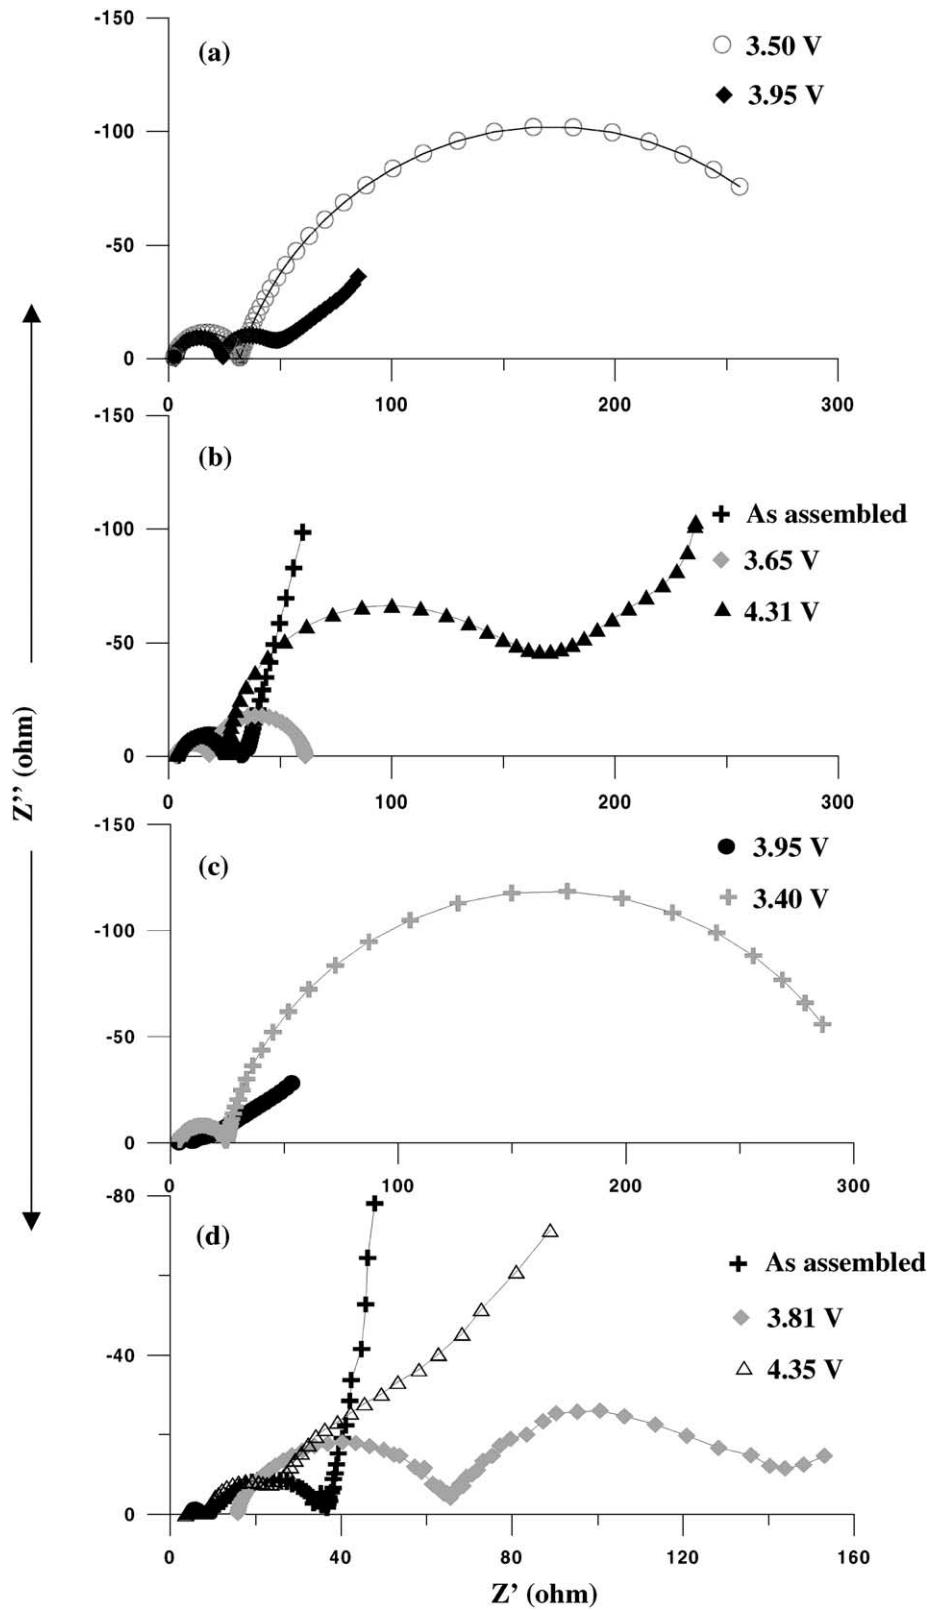 -150
(a)
3.50 V
3.95 V
-100
-50
0
0 100 200 300
-150
(b)
As assembled
3.65 V
4.31 V
-100
-50
0
0 100 200 300
Z'' (ohm)
-150
(c)
3.95 V
3.40 V
-100
-50
0
0 100 200 300
-80
(d)
As assembled
3.81 V
4.35 V
-40
0
0 40 80 120 160
Z' (ohm)